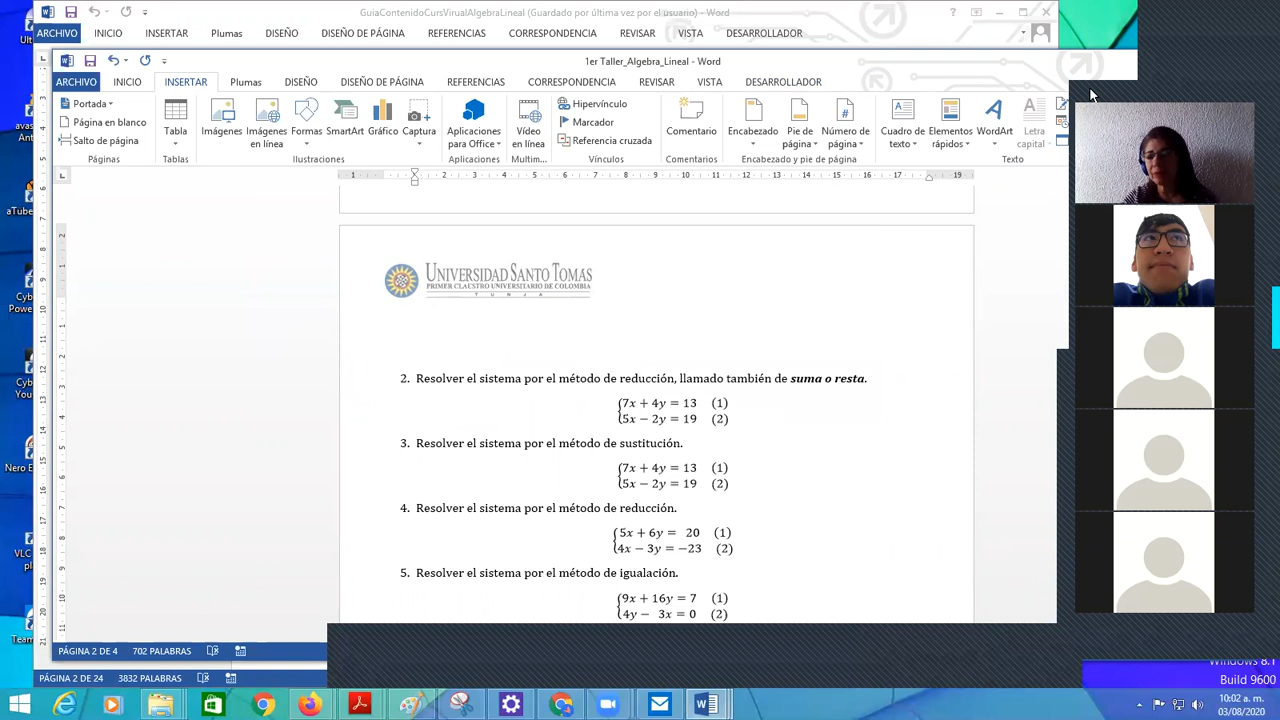 GuiaContenidoCursVirualAlgebraLineal (Guardado por última vez por el usuario) - Word
ARCHIVO INICIO INSERTAR Plumas DISEÑO DISEÑO DE PÁGINA REFERENCIAS CORRESPONDENCIA REVISAR VISTA DESARROLLADOR
1er Taller_Algebra_Lineal - Word
ARCHIVO INICIO INSERTAR Plumas DISEÑO DISEÑO DE PÁGINA REFERENCIAS CORRESPONDENCIA REVISAR VISTA DESARROLLADOR
Portada
Página en blanco
Salto de página
Tabla
Imágenes
Imágenes en línea
Formas
SmartArt
Gráfico
Captura
Aplicaciones para Office
Vídeo en línea
Hipervínculo
Marcador
Referencia cruzada
Comentario
Encabezado
Pie de página
Número de página
Cuadro de texto
Elementos rápidos
WordArt
Letra capital
Páginas Tablas Ilustraciones Aplicaciones Multim... Vínculos Comentarios Encabezado y pie de página Texto
UNIVERSIDAD SANTO TOMÁS
PRIMER CLAUSTRO UNIVERSITARIO DE COLOMBIA
T U N J A
2. Resolver el sistema por el método de reducción, llamado también de suma o resta.
{7x + 4y = 13 (1)
{5x − 2y = 19 (2)
3. Resolver el sistema por el método de sustitución.
{7x + 4y = 13 (1)
{5x − 2y = 19 (2)
4. Resolver el sistema por el método de reducción.
{5x + 6y = 20 (1)
{4x − 3y = −23 (2)
5. Resolver el sistema por el método de igualación.
{9x + 16y = 7 (1)
{4y − 3x = 0 (2)
PÁGINA 2 DE 4 702 PALABRAS
PÁGINA 2 DE 24 3832 PALABRAS
Windows 8.1
Build 9600
10:02 a. m.
03/08/2020